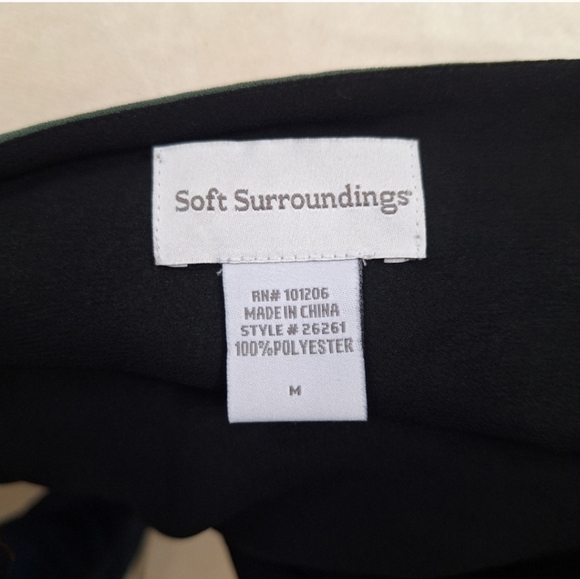 Soft Surroundings
RN# 101206
MADE IN CHINA
STYLE # 26261
100%POLYESTER
M